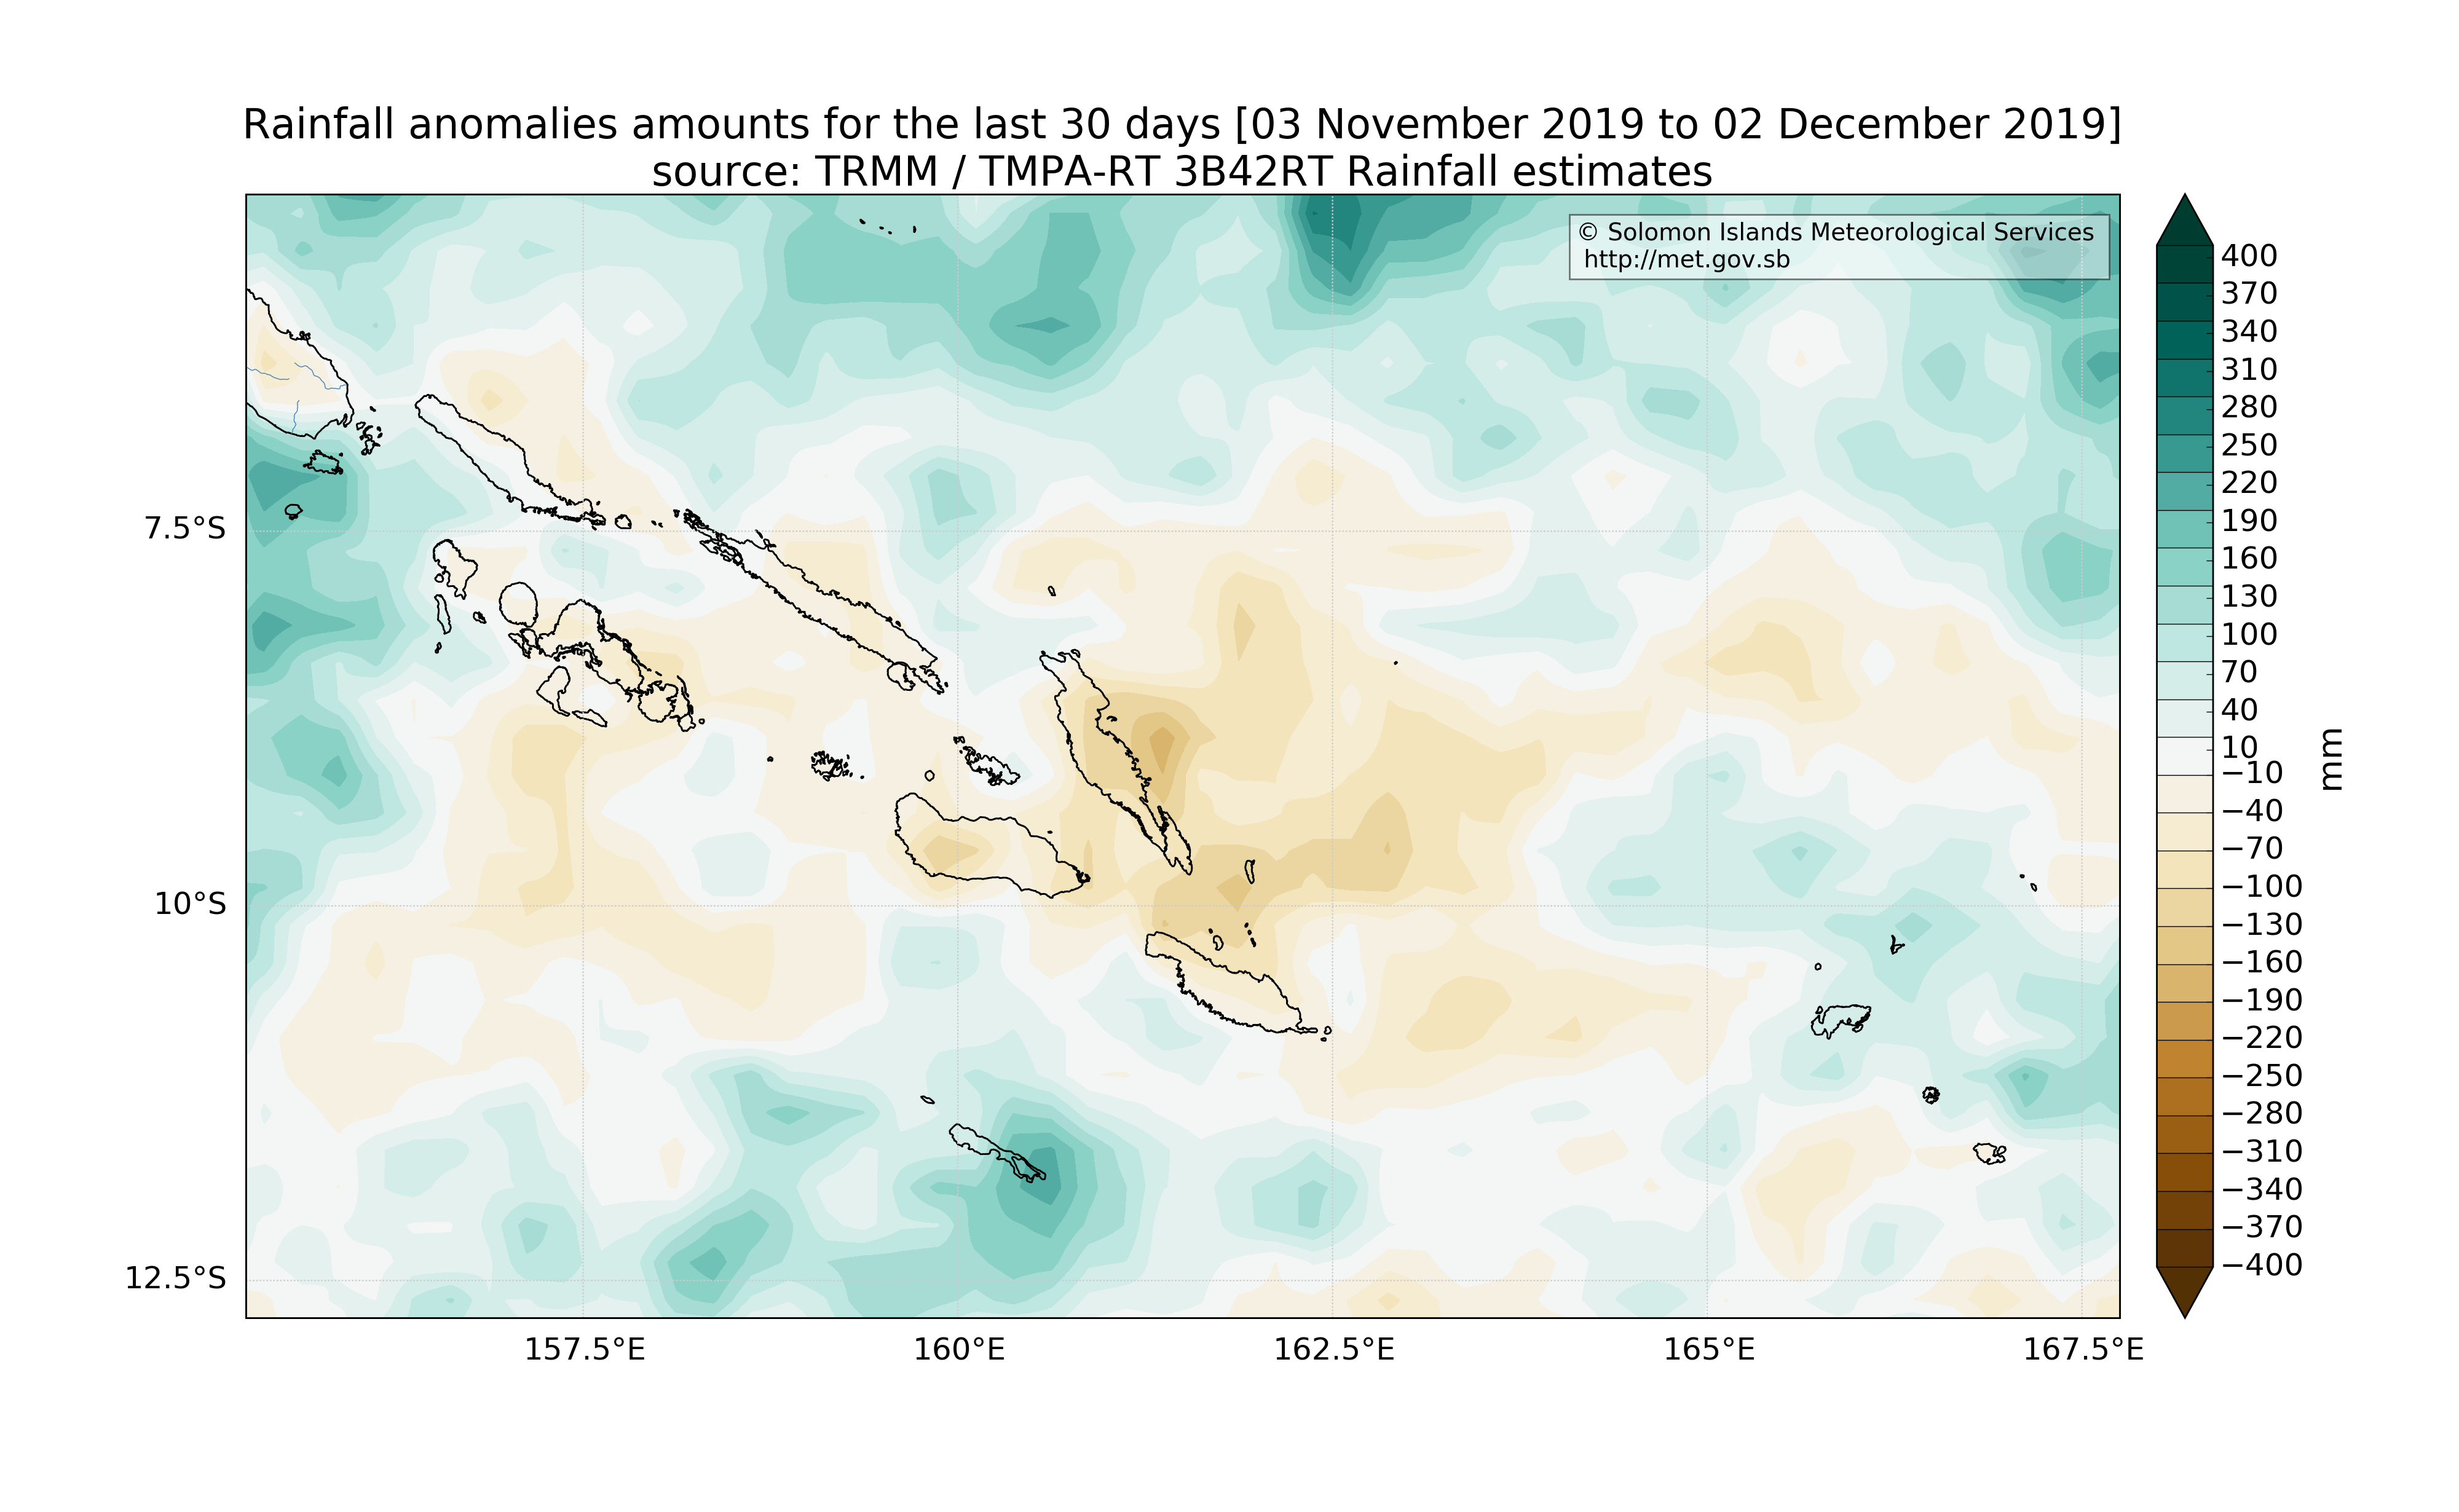 Rainfall anomalies amounts for the last 30 days [03 November 2019 to 02 December 2019]
source: TRMM / TMPA-RT 3B42RT Rainfall estimates
© Solomon Islands Meteorological Services
http://met.gov.sb
7.5°S
10°S
12.5°S
157.5°E
160°E
162.5°E
165°E
167.5°E
400
370
340
310
280
250
220
190
160
130
100
70
40
10
−10
−40
−70
−100
−130
−160
−190
−220
−250
−280
−310
−340
−370
−400
mm